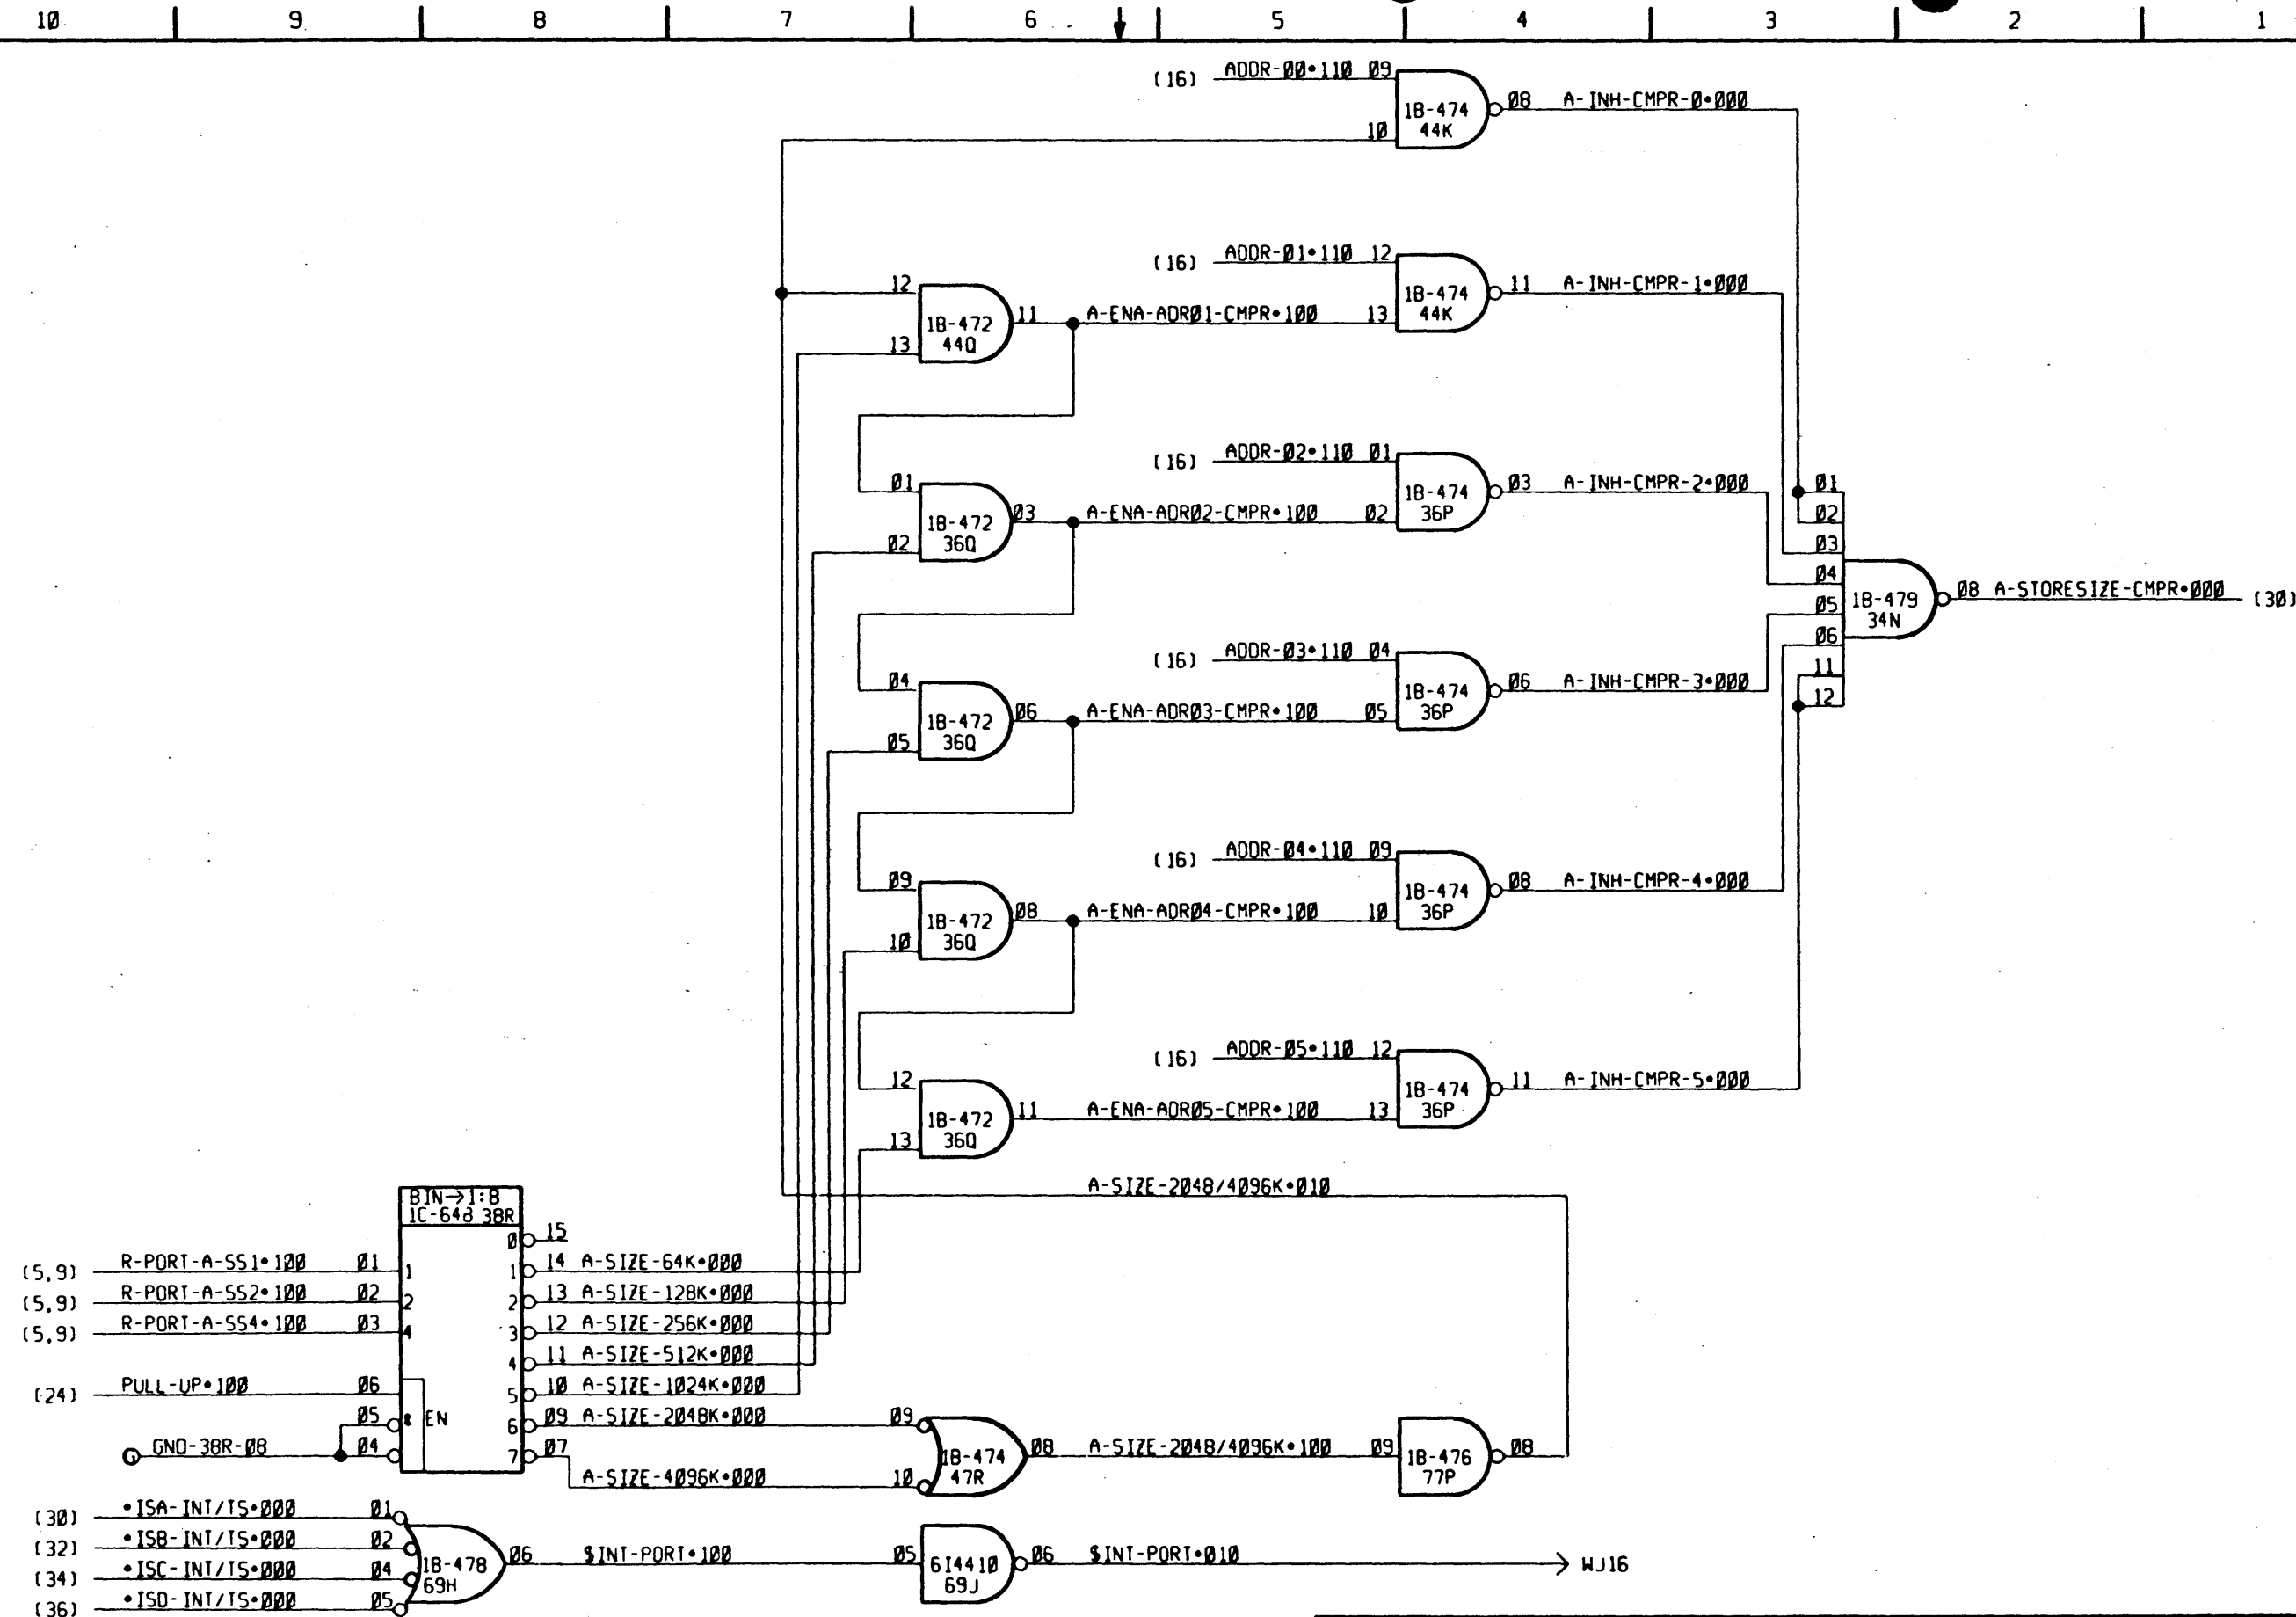 10 9 8 7 6 5 4 3 2 1
(16) ADDR-00•110 09
10
1B-474
44K
08 A-INH-CMPR-0•000
(16) ADDR-01•110 12
12
13
1B-472
44Q
11 A-ENA-ADR01-CMPR•100 13
1B-474
44K
11 A-INH-CMPR-1•000
(16) ADDR-02•110 01
01
02
1B-472
36Q
03 A-ENA-ADR02-CMPR•100 02
1B-474
36P
03 A-INH-CMPR-2•000
01
02
03
04
05
06
11
12
1B-479
34N
08 A-STORESIZE-CMPR•000 (30)
(16) ADDR-03•110 04
04
05
1B-472
36Q
06 A-ENA-ADR03-CMPR•100 05
1B-474
36P
06 A-INH-CMPR-3•000
(16) ADDR-04•110 09
09
10
1B-472
36Q
08 A-ENA-ADR04-CMPR•100 10
1B-474
36P
08 A-INH-CMPR-4•000
(16) ADDR-05•110 12
12
13
1B-472
36Q
11 A-ENA-ADR05-CMPR•100 13
1B-474
36P
11 A-INH-CMPR-5•000
A-SIZE-2048/4096K•010
BIN→1:8
1C-648 38R
0 15
(5,9) R-PORT-A-SS1•100 01 1
1 14 A-SIZE-64K•000
(5,9) R-PORT-A-SS2•100 02 2
2 13 A-SIZE-128K•000
(5,9) R-PORT-A-SS4•100 03 4
3 12 A-SIZE-256K•000
4 11 A-SIZE-512K•000
(24) PULL-UP•100 06
5 10 A-SIZE-1024K•000
05 & EN
6 09 A-SIZE-2048K•000 09
G GND-38R-08 04
7 07
A-SIZE-4096K•000 10
1B-474
47R
08 A-SIZE-2048/4096K•100 09
1B-476
77P
08
(30) •ISA-INT/TS•000 01
(32) •ISB-INT/TS•000 02
(34) •ISC-INT/TS•000 04
(36) •ISD-INT/TS•000 05
1B-478
69H
06 $INT-PORT•100 05
6I4410
69J
06 $INT-PORT•010
WJ16